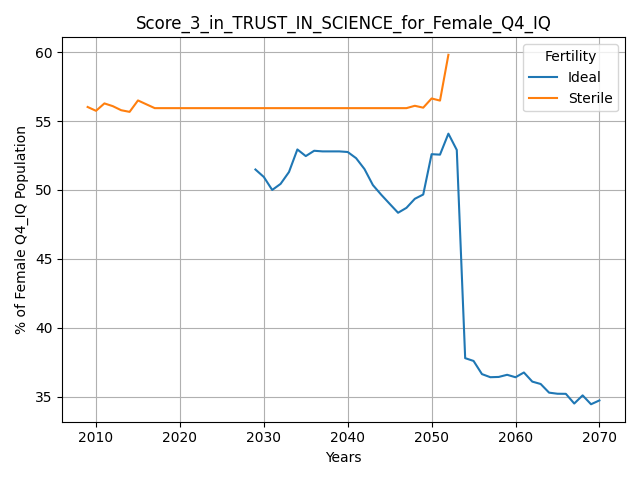 Score_3_in_TRUST_IN_SCIENCE_for_Female_Q4_IQ
Fertility
Ideal
Sterile
% of Female Q4_IQ Population
60
55
50
45
40
35
2010 2020 2030 2040 2050 2060 2070
Years